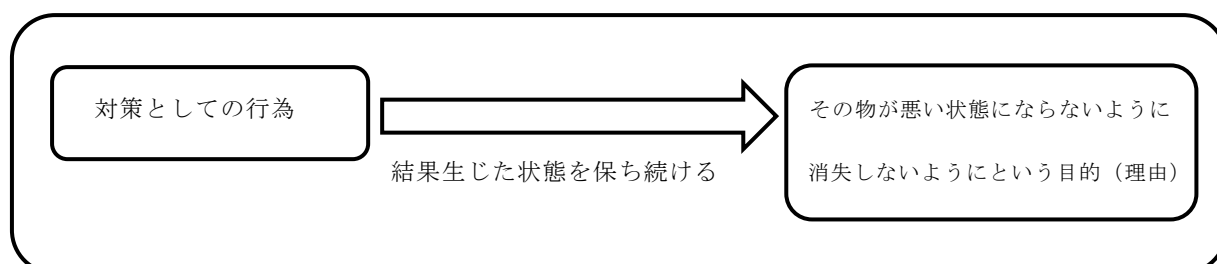 対策としての行為
その物が悪い状態にならないように
結果生じた状態を保ち続ける
消失しないようにという目的（理由）